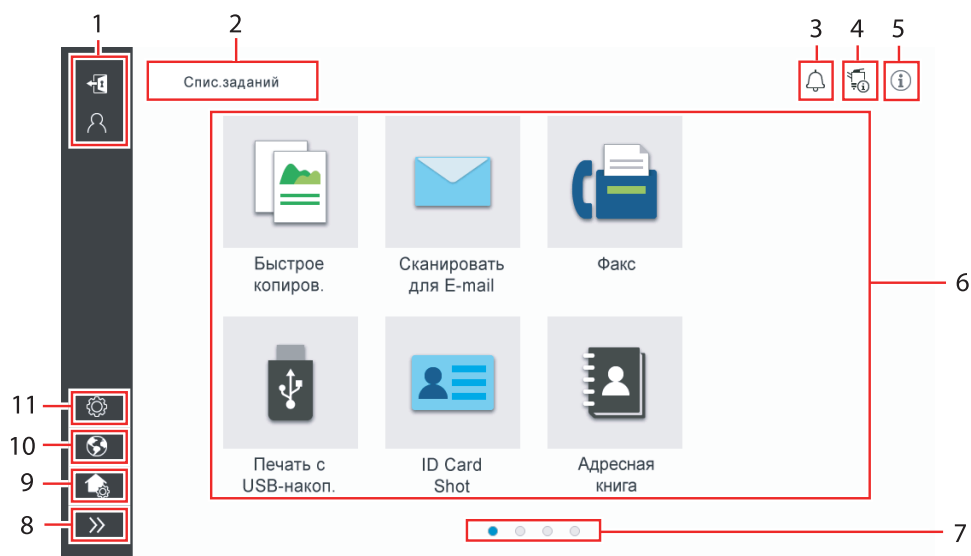 1
2
3
4
5
Спис.заданий
Быстрое
копиров.
Сканировать
для E-mail
Факс
6
Печать с
USB-накоп.
ID Card
Shot
Адресная
книга
11
10
9
8
7